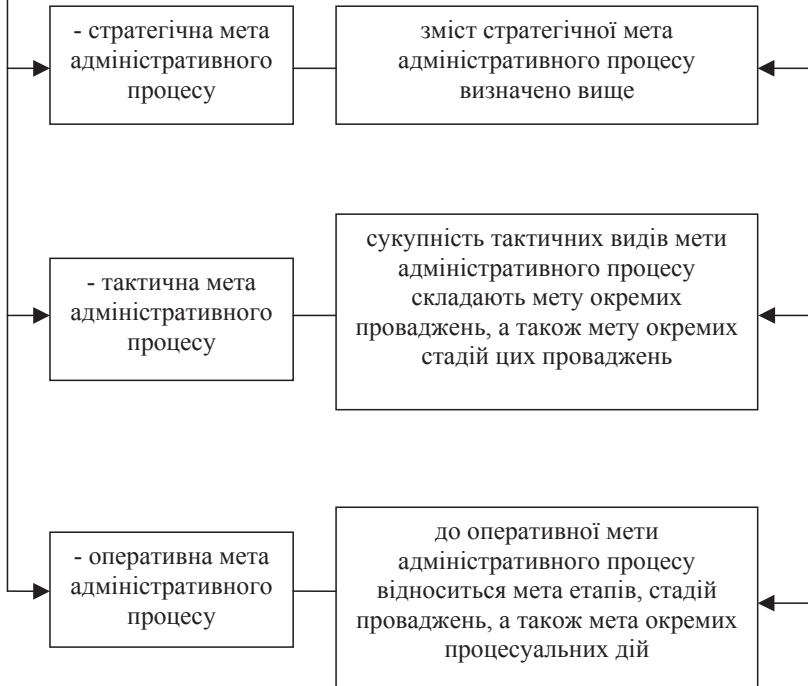 - стратегічна мета
адміністративного
процесу
зміст стратегічної мета
адміністративного процесу
визначено вище
- тактична мета
адміністративного
процесу
сукупність тактичних видів мети
адміністративного процесу
складають мету окремих
проваджень, а також мету окремих
стадій цих проваджень
- оперативна мета
адміністративного
процесу
до оперативної мети
адміністративного процесу
відноситься мета етапів, стадій
проваджень, а також мета окремих
процесуальних дій